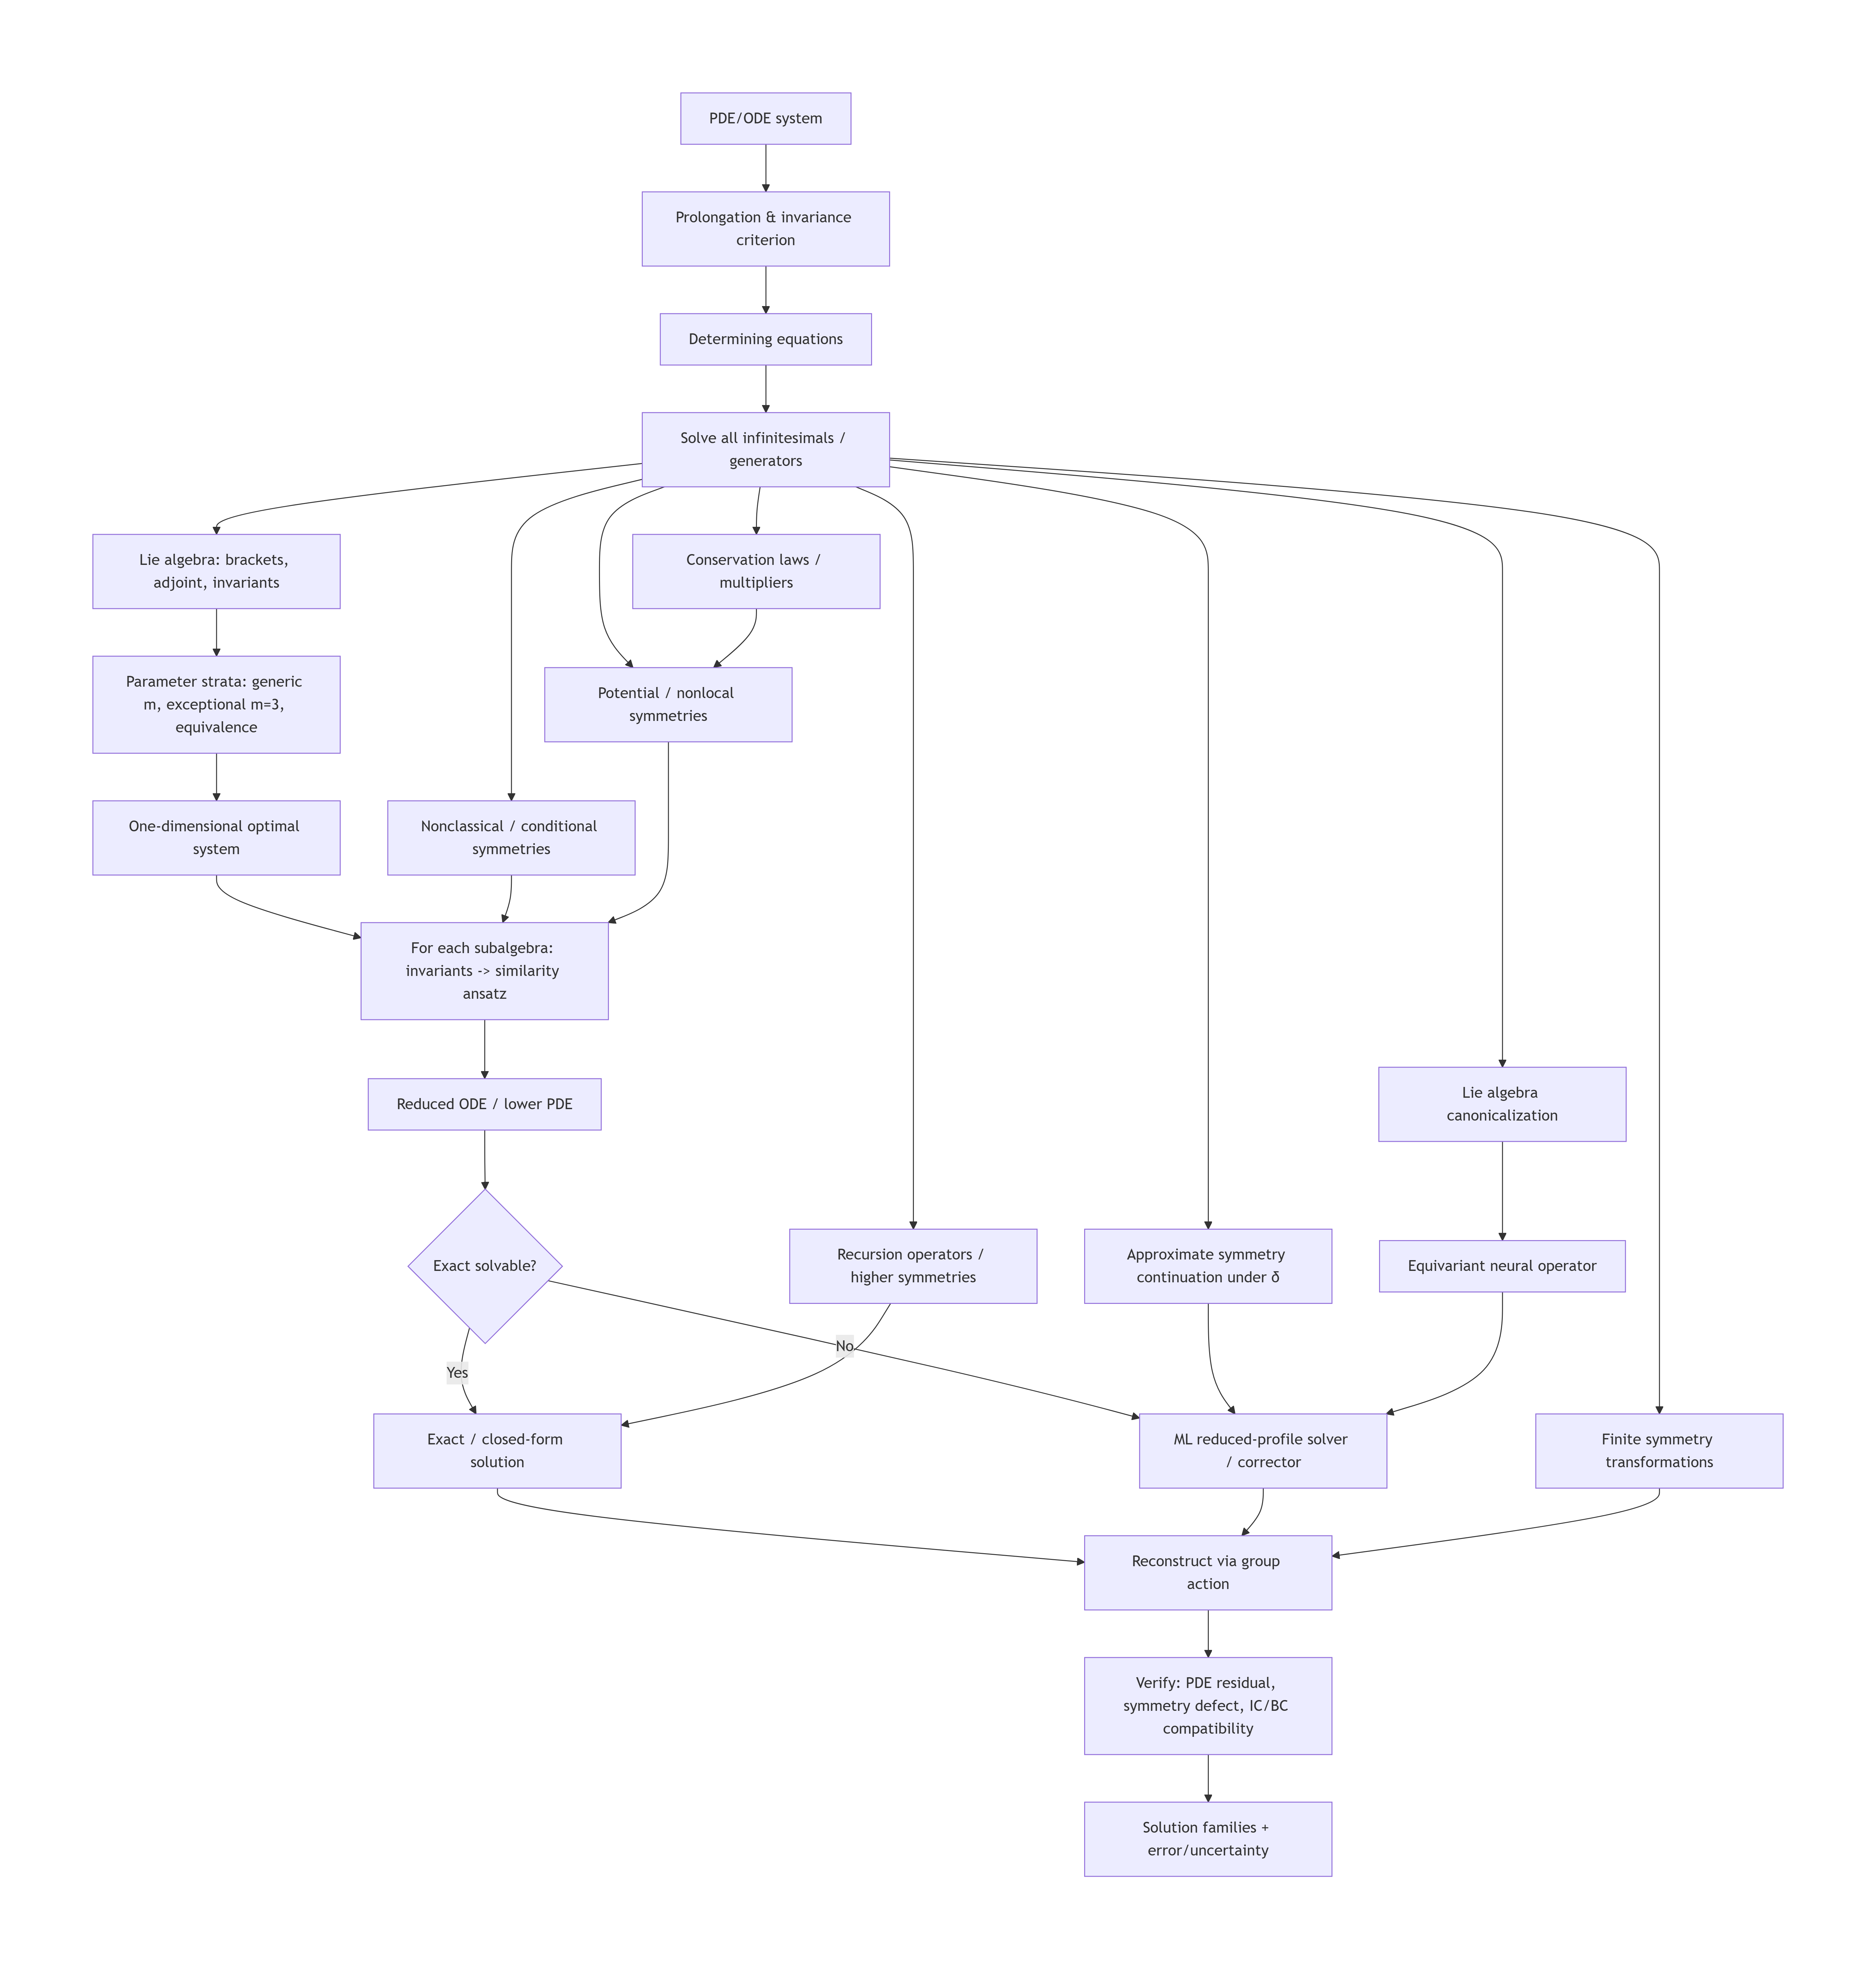 PDE/ODE system
Prolongation & invariance
criterion
Determining equations
Solve all infinitesimals /
generators
Lie algebra: brackets,
adjoint, invariants
Conservation laws /
multipliers
Parameter strata: generic
m, exceptional m=3,
equivalence
Potential / nonlocal
symmetries
One-dimensional optimal
system
Nonclassical / conditional
symmetries
For each subalgebra:
invariants -> similarity
ansatz
Reduced ODE / lower PDE
Lie algebra
canonicalization
Exact solvable?
Recursion operators /
higher symmetries
Approximate symmetry
continuation under δ
Equivariant neural operator
No
Yes
Exact / closed-form
solution
ML reduced-profile solver
/ corrector
Finite symmetry
transformations
Reconstruct via group
action
Verify: PDE residual,
symmetry defect, IC/BC
compatibility
Solution families +
error/uncertainty